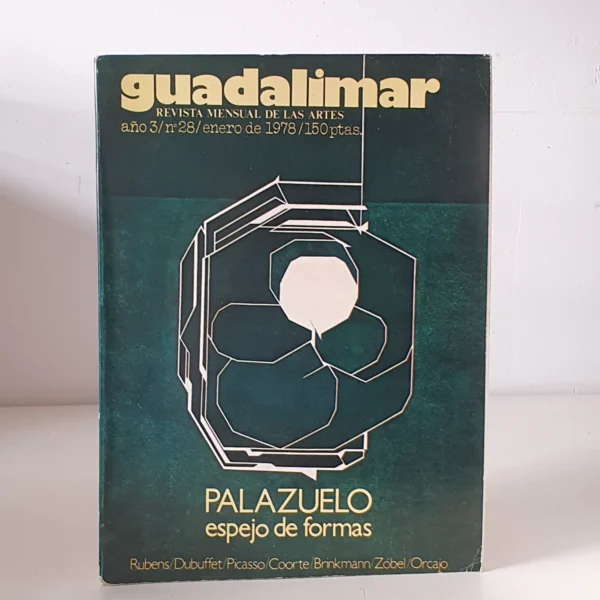 guadalimar
REVISTA MENSUAL DE LAS ARTES
año 3/nº28/enero de 1978/150 ptas.
PALAZUELO
espejo de formas
Rubens/Dubuffet/Picasso/Coorte/Brinkmann/Zóbel/Orcajo